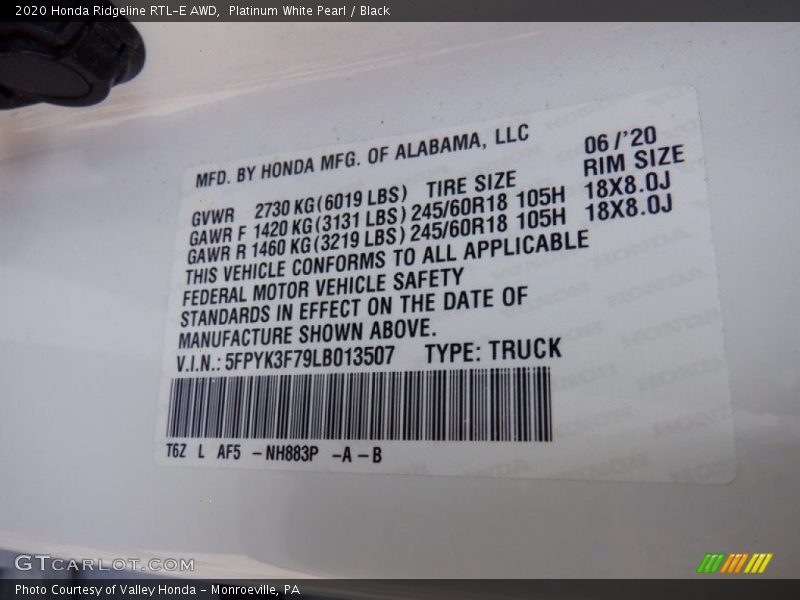 2020 Honda Ridgeline RTL-E AWD, Platinum White Pearl / Black
MFD. BY HONDA MFG. OF ALABAMA, LLC 06/'20
GVWR 2730 KG(6019 LBS) TIRE SIZE RIM SIZE
GAWR F 1420 KG(3131 LBS) 245/60R18 105H 18X8.0J
GAWR R 1460 KG(3219 LBS) 245/60R18 105H 18X8.0J
THIS VEHICLE CONFORMS TO ALL APPLICABLE
FEDERAL MOTOR VEHICLE SAFETY
STANDARDS IN EFFECT ON THE DATE OF
MANUFACTURE SHOWN ABOVE.
V.I.N.: 5FPYK3F79LB013507 TYPE: TRUCK
T6Z L AF5 -NH883P -A-B
GTCARLOT.COM
Photo Courtesy of Valley Honda - Monroeville, PA